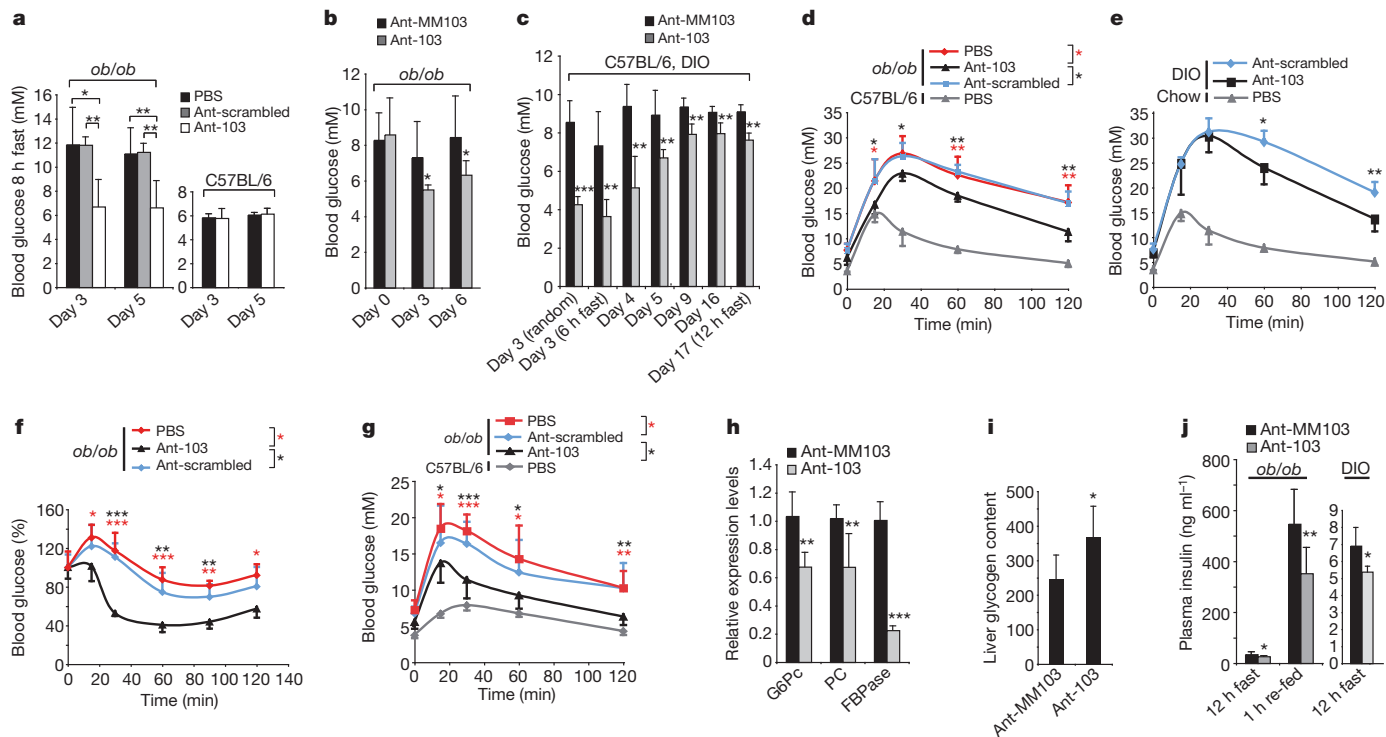 a
ob/ob
PBS
Ant-scrambled
Ant-103
Blood glucose 8 h fast (mM)
16
14
12
10
8
6
4
2
0
* ** ** **
Day 3 Day 5
C57BL/6
6
4
2
0
Day 3 Day 5
b
Ant-MM103
Ant-103
ob/ob
Blood glucose (mM)
12
10
8
6
4
2
0
* *
Day 0 Day 3 Day 6
c
Ant-MM103
Ant-103
C57BL/6, DIO
Blood glucose (mM)
12
10
8
6
4
2
0
*** ** ** ** ** ** **
Day 3 (random) Day 3 (6 h fast) Day 4 Day 5 Day 9 Day 16 Day 17 (12 h fast)
d
ob/ob
PBS *
Ant-103
Ant-scrambled *
C57BL/6 PBS
Blood glucose (mM)
35
30
25
20
15
10
5
0
* * * ** ** ** **
0 20 40 60 80 100 120
Time (min)
e
DIO
Ant-scrambled
Ant-103
Chow PBS
Blood glucose (mM)
35
30
25
20
15
10
5
0
* **
0 20 40 60 80 100 120
Time (min)
f
ob/ob
PBS
Ant-103
Ant-scrambled
* *
Blood glucose (%)
160
120
80
40
0
* *** *** ** *** ** ** *
0 20 40 60 80 100 120 140
Time (min)
g
ob/ob
PBS
Ant-scrambled
Ant-103
* *
C57BL/6 PBS
Blood glucose (mM)
25
20
15
10
5
0
* * *** *** * * ** **
0 20 40 60 80 100 120
Time (min)
h
Ant-MM103
Ant-103
Relative expression levels
1.4
1.2
1.0
0.8
0.6
0.4
0.2
0
** ** ***
G6Pc PC FBPase
i
Liver glycogen content
500
400
300
200
100
0
*
Ant-MM103 Ant-103
j
Ant-MM103
Ant-103
ob/ob
DIO
Plasma insulin (ng ml⁻¹)
800
600
400
200
0
* **
12 h fast 1 h re-fed
9
8
7
6
5
4
3
2
1
0
*
12 h fast